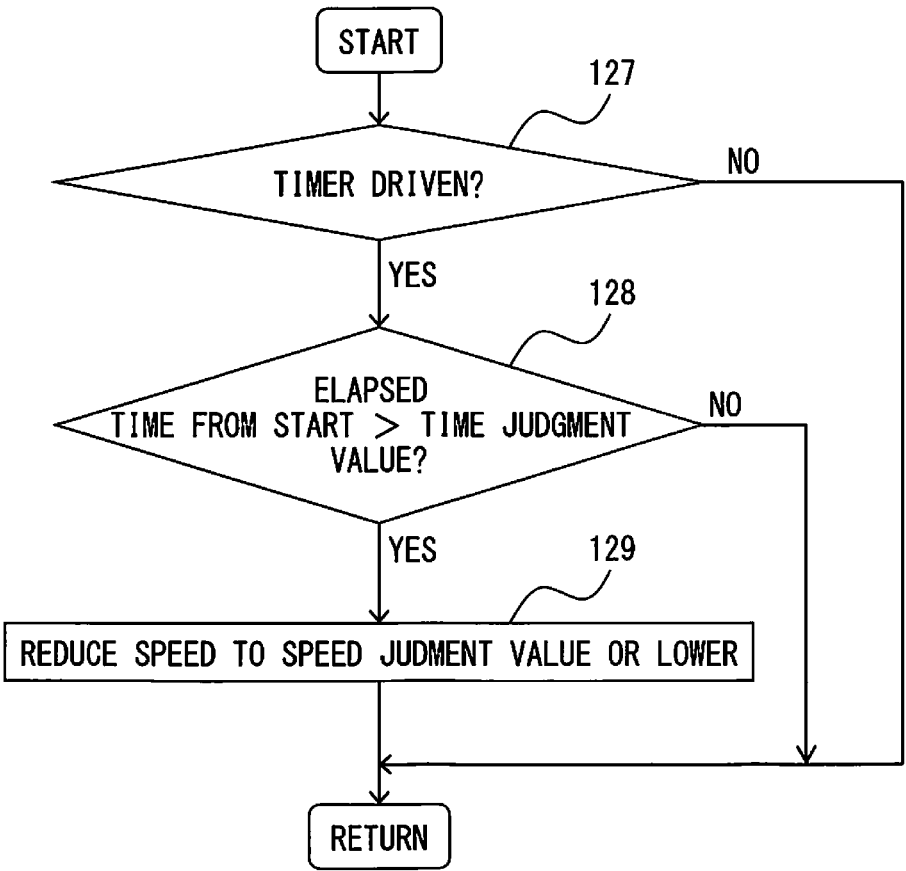 START
127
TIMER DRIVEN?
NO
YES
128
ELAPSED
TIME FROM START > TIME JUDGMENT
VALUE?
NO
YES
129
REDUCE SPEED TO SPEED JUDMENT VALUE OR LOWER
RETURN